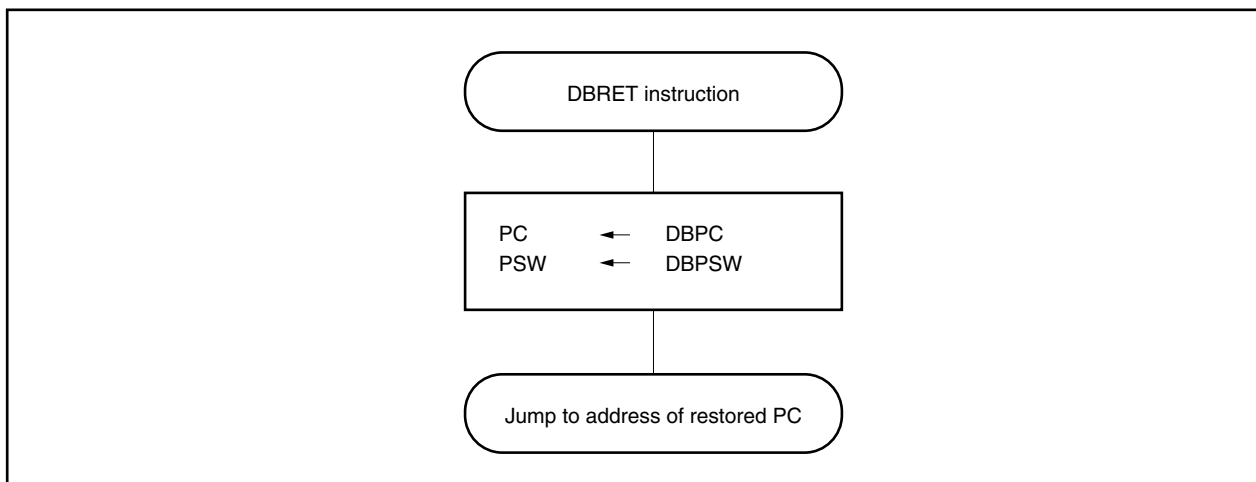 DBRET instruction
PC ← DBPC
PSW ← DBPSW
Jump to address of restored PC